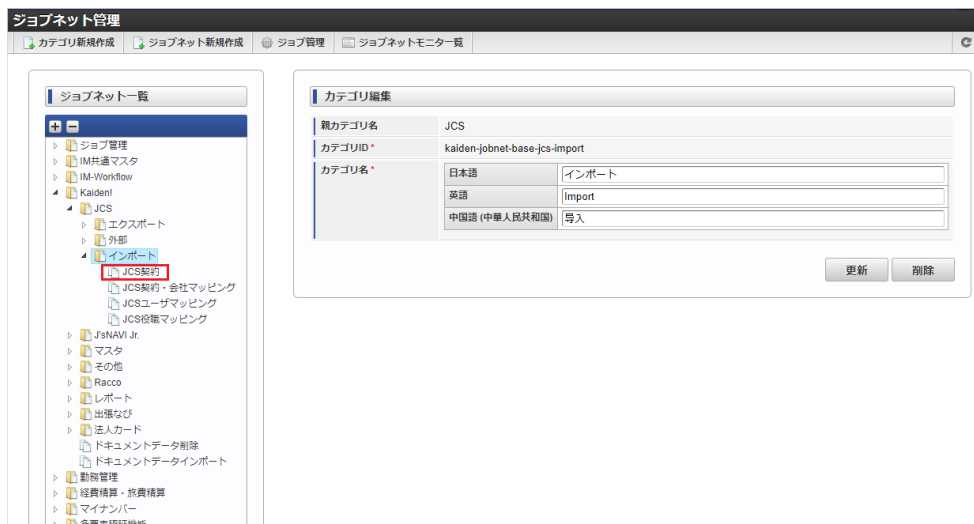 ジョブネット管理
カテゴリ新規作成 ジョブネット新規作成 ジョブ管理 ジョブネットモニタ一覧
ジョブネット一覧
ジョブ管理
IM共通マスタ
IM-Workflow
Kaiden!
JCS
エクスポート
外部
インポート
JCS契約
JCS契約・会社マッピング
JCSユーザマッピング
JCS役職マッピング
J'sNAVI Jr.
マスタ
その他
Racco
レポート
出張なび
法人カード
ドキュメントデータ削除
ドキュメントデータインポート
勤務管理
経費精算・旅費精算
マイナンバー
多要素認証機能
カテゴリ編集
親カテゴリ名 JCS
カテゴリID * kaiden-jobnet-base-jcs-import
カテゴリ名 * 日本語 インポート
英語 Import
中国語 (中華人民共和国) 导入
更新 削除